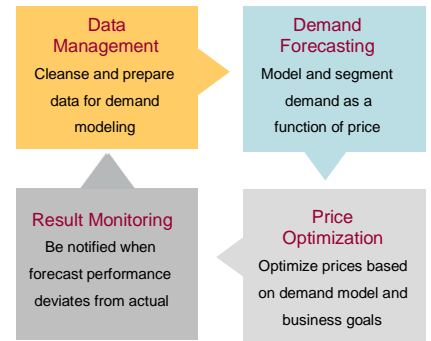 Data
Management
Cleanse and prepare
data for demand
modeling
Demand
Forecasting
Model and segment
demand as a
function of price
Result Monitoring
Be notified when
forecast performance
deviates from actual
Price
Optimization
Optimize prices based
on demand model and
business goals